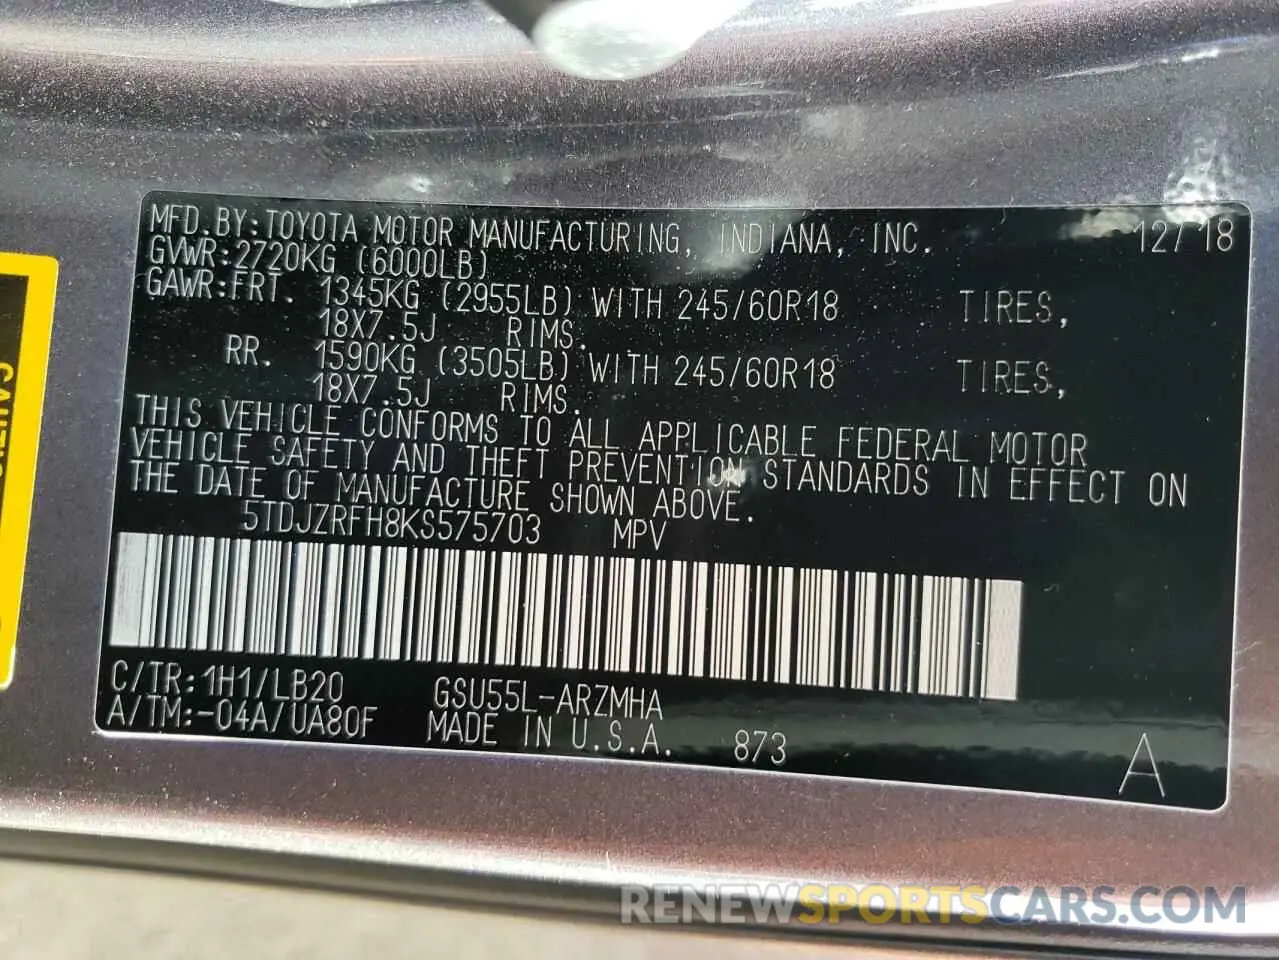 MFD.BY:TOYOTA MOTOR MANUFACTURING, INDIANA, INC. 12/18
GVWR:2720KG (6000LB)
GAWR:FRT. 1345KG (2955LB) WITH 245/60R18 TIRES,
18X7.5J RIMS.
RR. 1590KG (3505LB) WITH 245/60R18 TIRES,
18X7.5J RIMS.
THIS VEHICLE CONFORMS TO ALL APPLICABLE FEDERAL MOTOR
VEHICLE SAFETY AND THEFT PREVENTION STANDARDS IN EFFECT ON
THE DATE OF MANUFACTURE SHOWN ABOVE.
5TDJZRFH8KS575703 MPV
C/TR:1H1/LB20 GSU55L-ARZMHA
A/TM:-04A/UA80F MADE IN U.S.A. 873 A
RENEWSPORTSCARS.COM